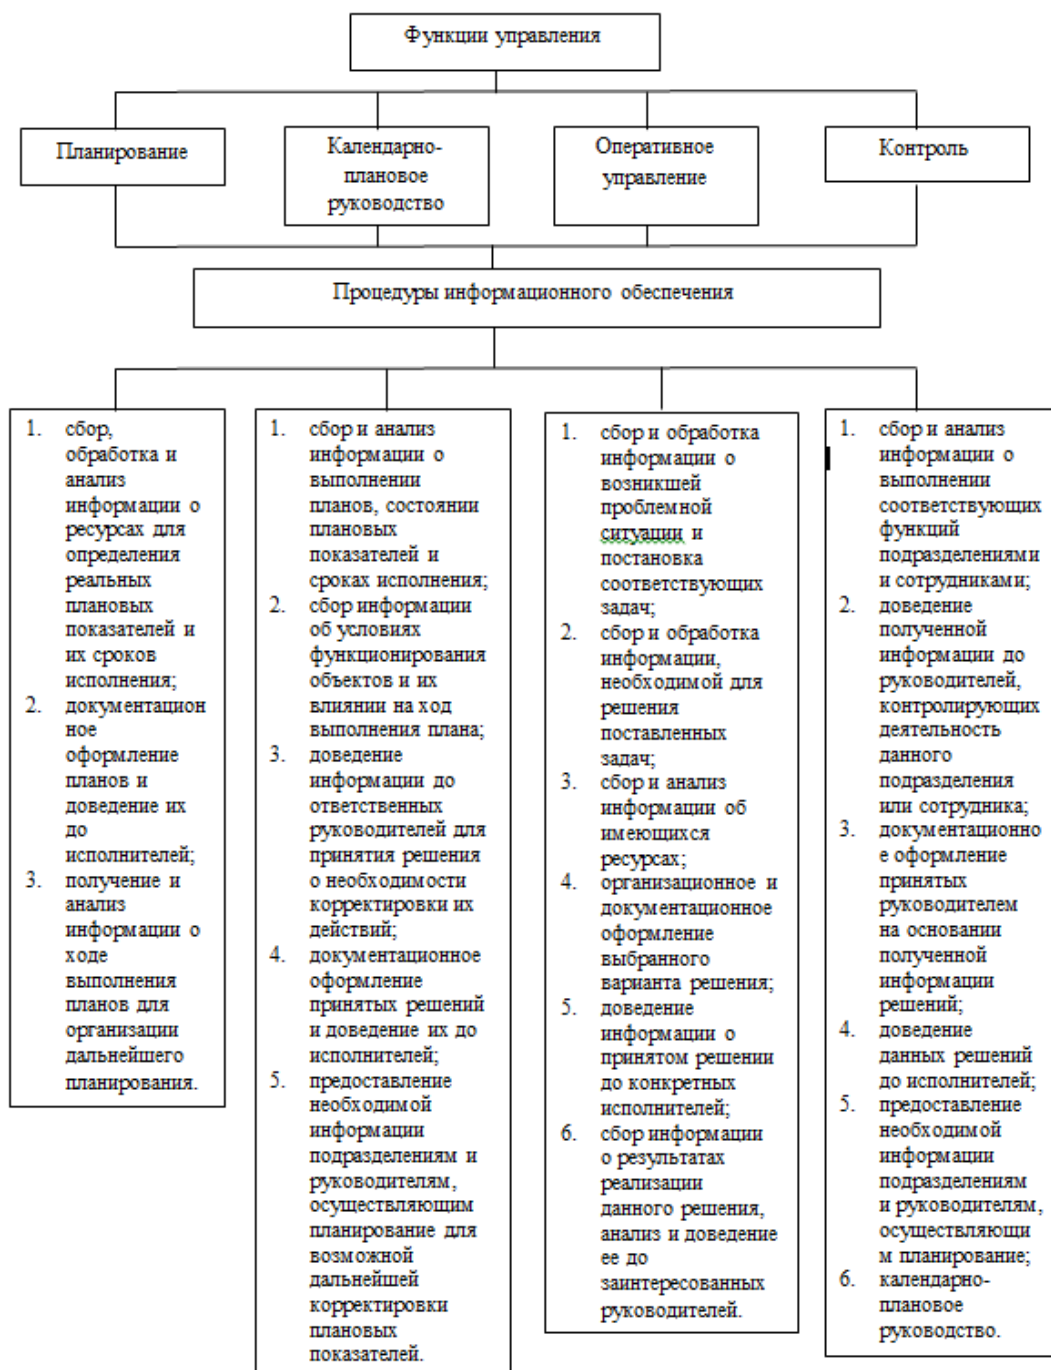 Функции управления
Планирование
Календарно-
плановое
руководство
Оперативное
управление
Контроль
Процедуры информационного обеспечения
1. сбор,
обработка и
анализ
информации о
ресурсах для
определения
реальных
плановых
показателей и
их сроков
исполнения;
2. документацион
ное
оформление
планов и
доведение их
до
исполнителей;
3. получение и
анализ
информации о
ходе
выполнения
планов для
организации
дальнейшего
планирования.
1. сбор и анализ
информации о
выполнении
планов, состоянии
плановых
показателей и
сроках исполнения;
2. сбор информации
об условиях
функционирования
объектов и их
влиянии на ход
выполнения плана;
3. доведение
информации до
ответственных
руководителей для
принятия решения
о необходимости
корректировки их
действий;
4. документационное
оформление
принятых решений
и доведение их до
исполнителей;
5. предоставление
необходимой
информации
подразделениям и
руководителям,
осуществляющим
планирование для
возможной
дальнейшей
корректировки
плановых
показателей.
1. сбор и обработка
информации о
возникшей
проблемной
ситуации и
постановка
соответствующих
задач;
2. сбор и обработка
информации,
необходимой для
решения
поставленных
задач;
3. сбор и анализ
информации об
имеющихся
ресурсах;
4. организационное и
документационное
оформление
выбранного
варианта решения;
5. доведение
информации о
принятом решении
до конкретных
исполнителей;
6. сбор информации
о результатах
реализации
данного решения,
анализ и доведение
ее до
заинтересованных
руководителей.
1. сбор и анализ
информации о
выполнении
соответствующих
функций
подразделениями
и сотрудниками;
2. доведение
полученной
информации до
руководителей,
контролирующих
деятельность
данного
подразделения
или сотрудника;
3. документационно
е оформление
принятых
руководителем
на основании
полученной
информации
решений;
4. доведение
данных решений
до исполнителей;
5. предоставление
необходимой
информации
подразделениям
и руководителям,
осуществляющи
м планирование;
6. календарно-
плановое
руководство.